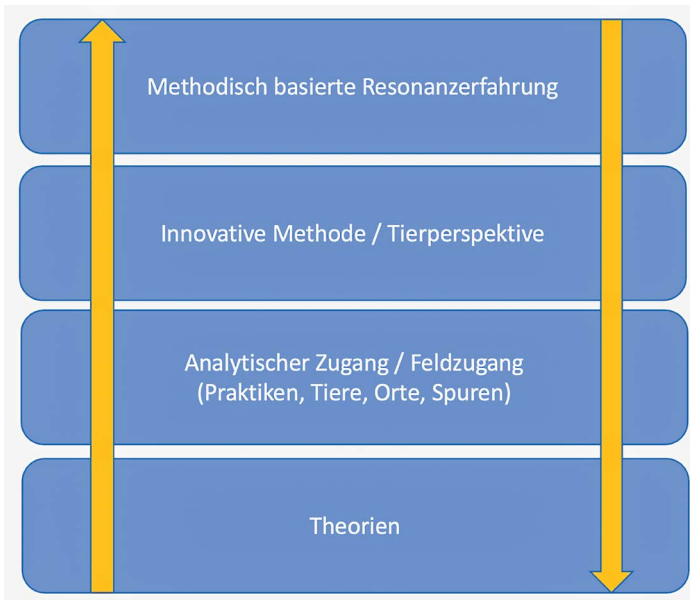 Methodisch basierte Resonanzerfahrung
Innovative Methode / Tierperspektive
Analytischer Zugang / Feldzugang
(Praktiken, Tiere, Orte, Spuren)
Theorien